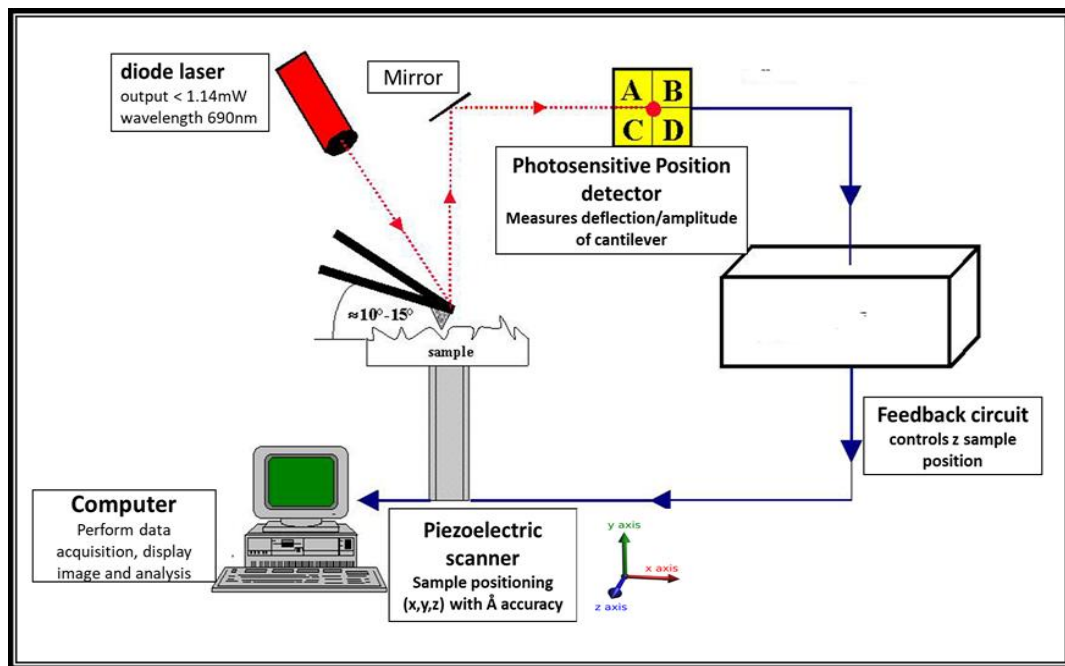 diode laser
output < 1.14mW
wavelength 690nm
Mirror
A B
C D
Photosensitive Position
detector
Measures deflection/amplitude
of cantilever
≈10°-15°
sample
Feedback circuit
controls z sample
position
Computer
Perform data
acquisition, display
image and analysis
Piezoelectric
scanner
Sample positioning
(x,y,z) with Å accuracy
y axis
x axis
z axis